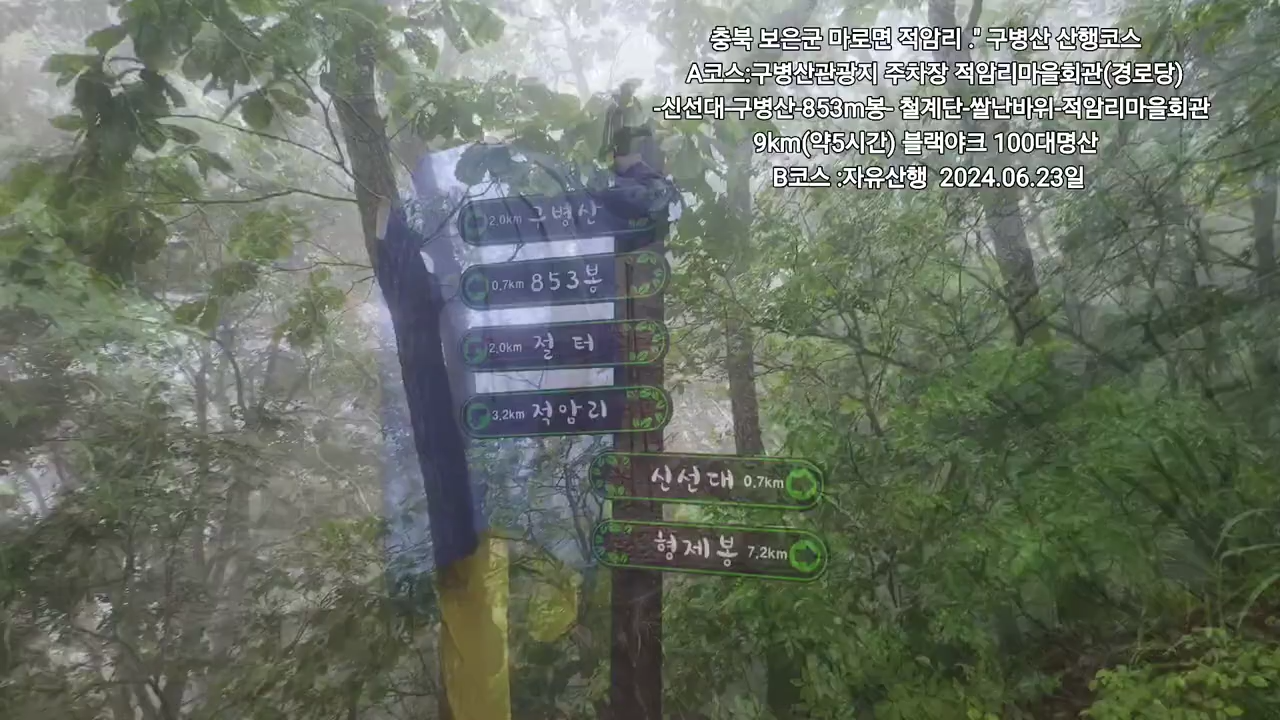 충북 보은군 마로면 적암리 ." 구병산 산행코스
A코스:구병산관광지 주차장 적암리마을회관(경로당)
-신선대-구병산-853m봉- 철계단-쌀난바위-적암리마을회관
9km(약5시간) 블랙야크 100대명산
B코스 :자유산행 2024.06.23일
2.0km 구병산
0.7km 853봉
2.0km 절 터
3.2km 적암리
신선대 0.7km
형제봉 7.2km